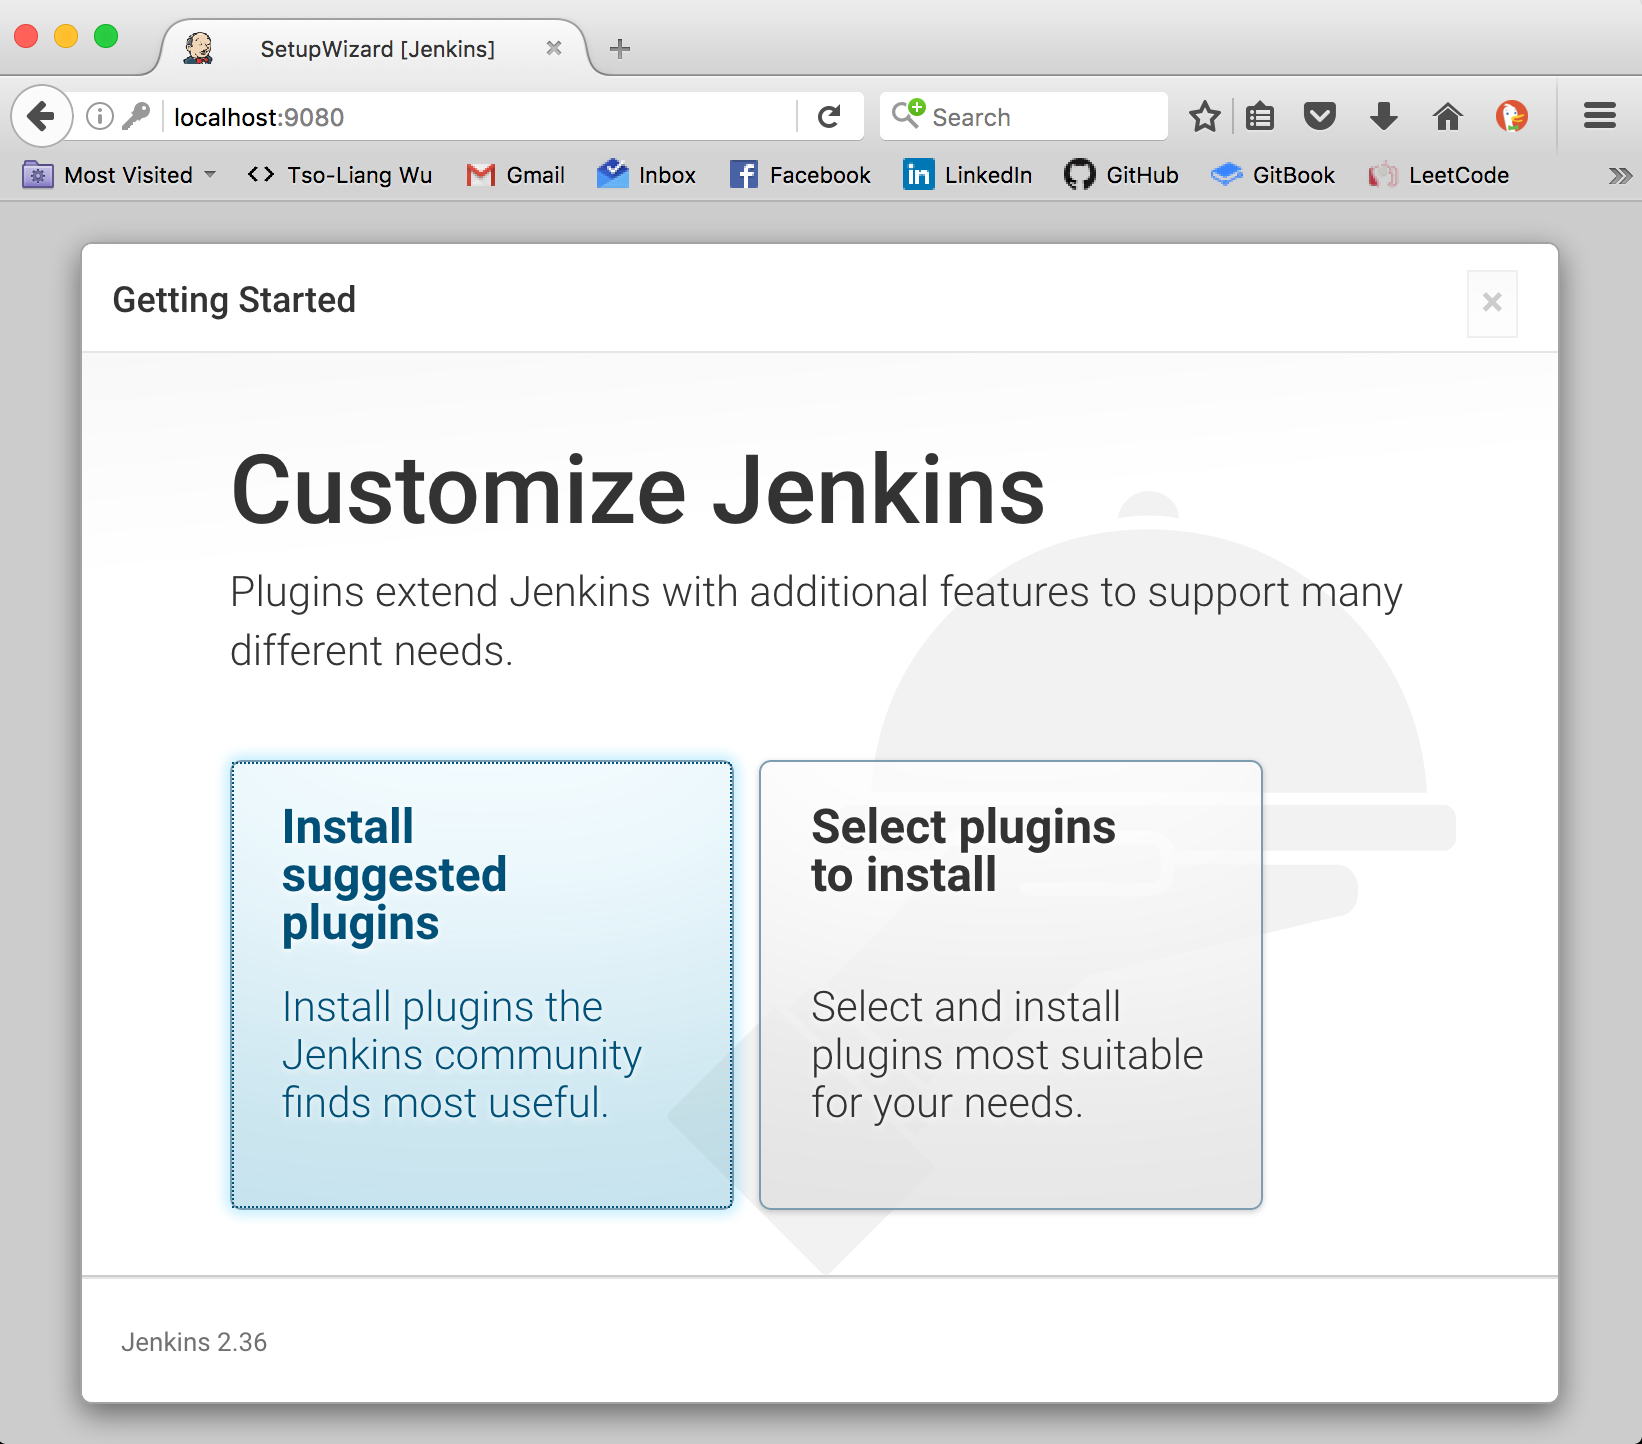 SetupWizard [Jenkins]
localhost:9080
Search
Most Visited
Tso-Liang Wu
Gmail
Inbox
Facebook
LinkedIn
GitHub
GitBook
LeetCode
Getting Started
Customize Jenkins
Plugins extend Jenkins with additional features to support many
different needs.
Install
suggested
plugins
Install plugins the
Jenkins community
finds most useful.
Select plugins
to install
Select and install
plugins most suitable
for your needs.
Jenkins 2.36